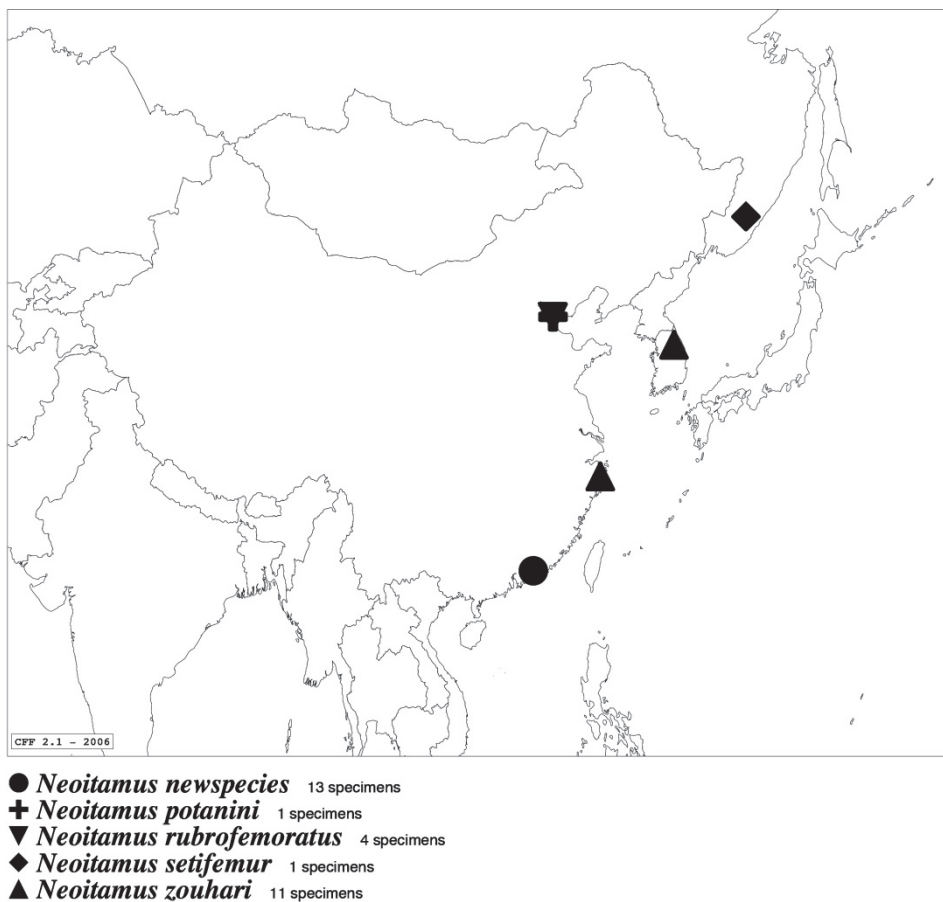 CFF 2.1 - 2006
● Neoitamus newspecies 13 specimens
✚ Neoitamus potanini 1 specimens
▼ Neoitamus rubrofemoratus 4 specimens
◆ Neoitamus setifemur 1 specimens
▲ Neoitamus zouhari 11 specimens